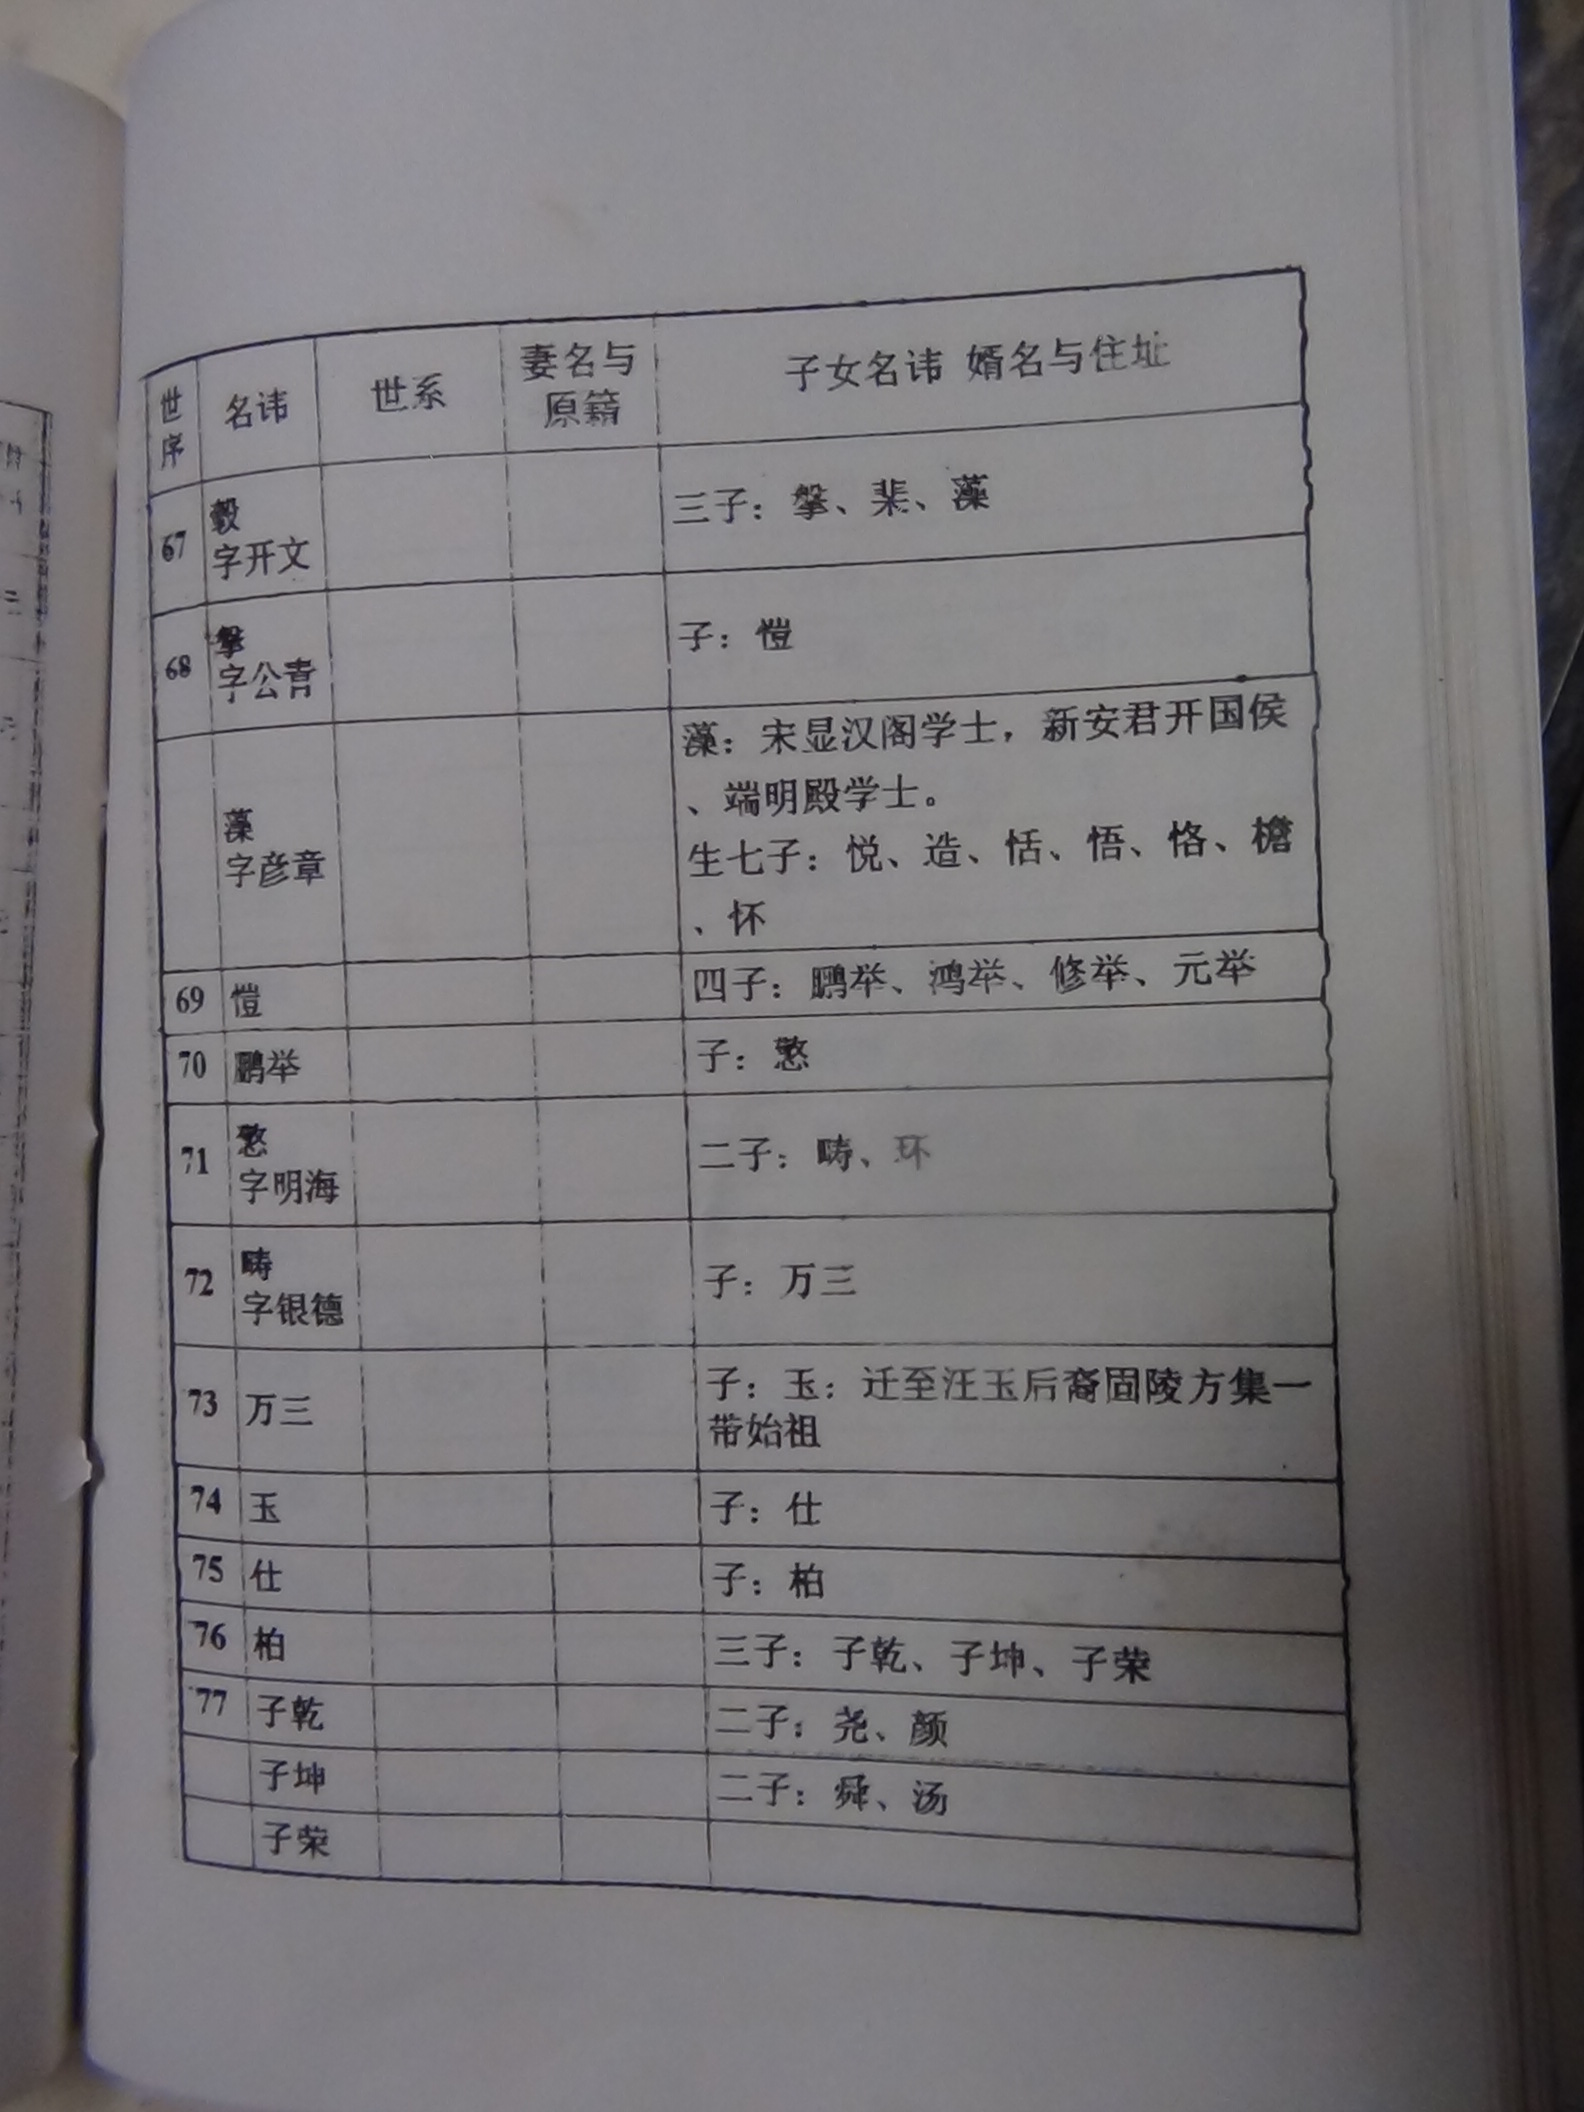 世序 名讳 世系 妻名与原籍 子女名讳 婿名与住址
67 毂 字开文 三子：搫、棐、藻
68 搫 字公青 子：恺
藻 字彦章 藻：宋显汉阁学士，新安君开国侯
、端明殿学士。
生七子：悦、造、恬、悟、恪、檐
、怀
69 恺 四子：鹏举、鸿举、修举、元举
70 鹏举 子：憼
71 憼 字明海 二子：畴、环
72 畴 字银德 子：万三
73 万三 子：玉：迁至汪玉后裔固陵方集一
带始祖
74 玉 子：仕
75 仕 子：柏
76 柏 三子：子乾、子坤、子荣
77 子乾 二子：尧、颜
子坤 二子：舜、汤
子荣